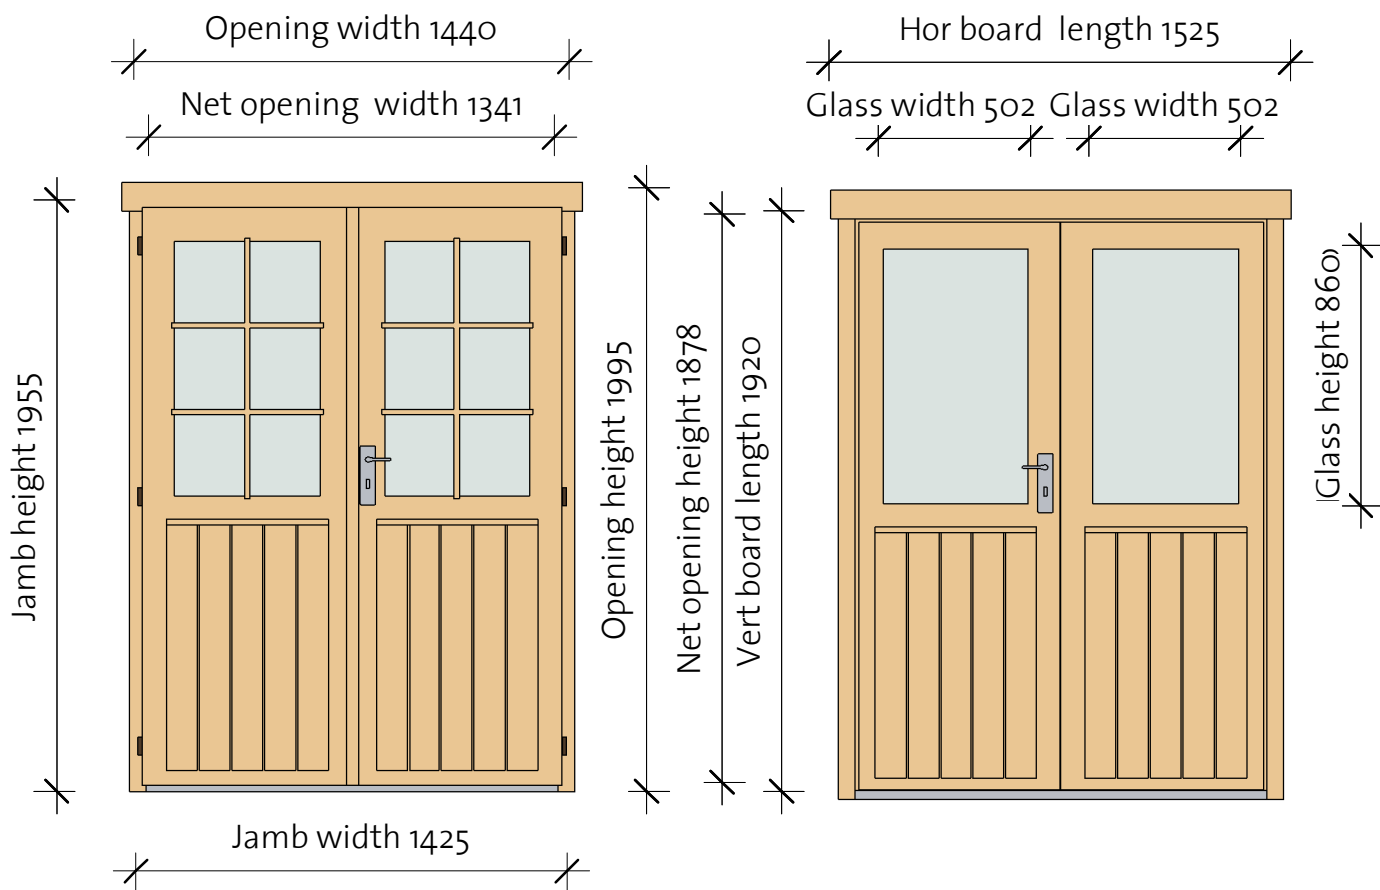 Opening width 1440
Net opening width 1341
Hor board length 1525
Glass width 502
Glass width 502
Jamb height 1955
Opening height 1995
Net opening height 1878
Vert board length 1920
Glass height 860
Jamb width 1425